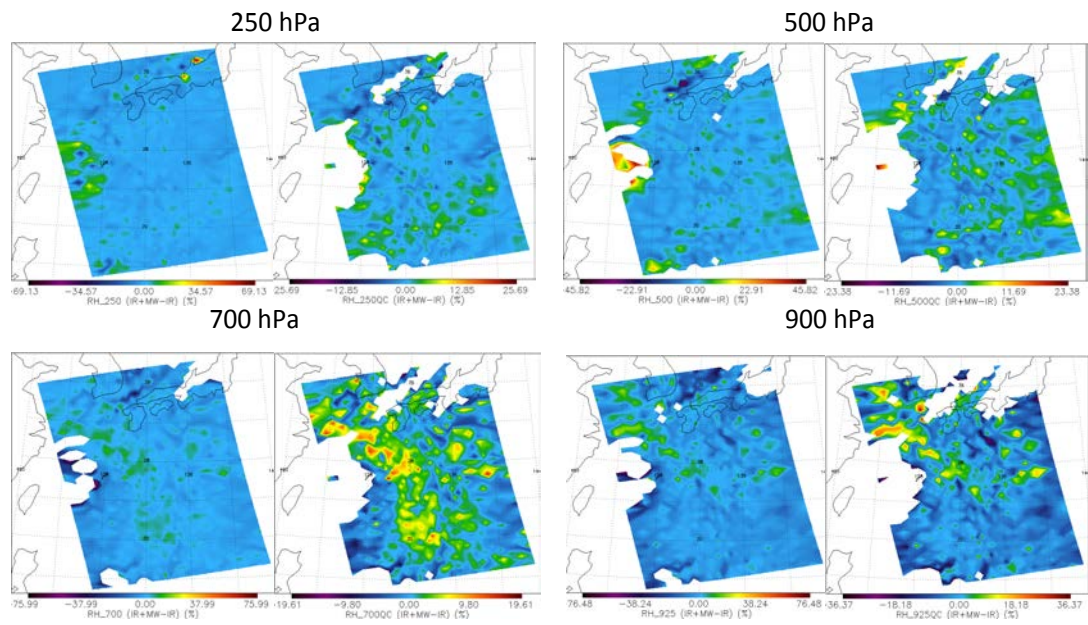 250 hPa
500 hPa
-69.13 -34.57 0.00 34.57 69.13
RH_250 (IR+MW-IR) (%)
25.69 -12.85 0.00 12.85 25.69
RH_250QC (IR+MW-IR) (%)
-45.82 -22.91 0.00 22.91 45.82
RH_500 (IR+MW-IR) (%)
-23.38 -11.69 0.00 11.69 23.38
RH_500QC (IR+MW-IR) (%)
700 hPa
900 hPa
-75.99 -37.99 0.00 37.99 75.99
RH_700 (IR+MW-IR) (%)
-19.61 -9.80 0.00 9.80 19.61
RH_700QC (IR+MW-IR) (%)
76.48 -38.24 0.00 38.24 76.48
RH_925 (IR+MW-IR) (%)
-36.37 -18.18 0.00 18.18 36.37
RH_925QC (IR+MW-IR) (%)